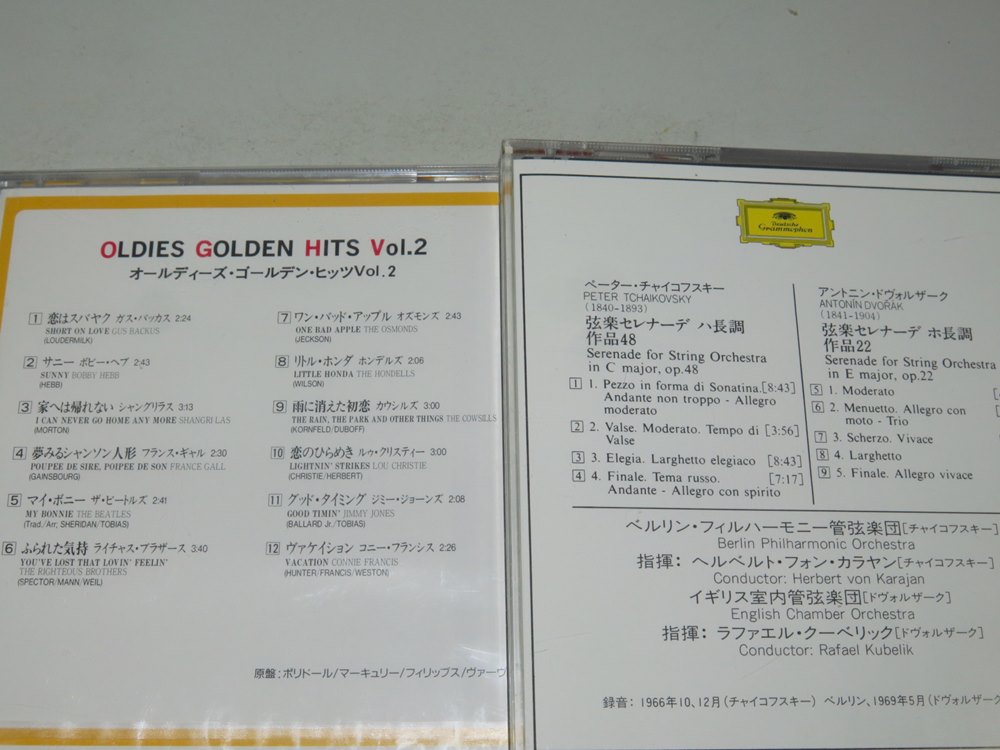 OLDIES GOLDEN HITS Vol.2
オールディーズ・ゴールデン・ヒッツVol.2
1 恋はスバヤク ガス・バッカス 2:24
SHORT ON LOVE GUS BACKUS
(LOUDERMILK)
2 サニー ボビー・ヘブ 2:43
SUNNY BOBBY HEBB
(HEBB)
3 家へは帰れない シャングリラス 3:13
I CAN NEVER GO HOME ANY MORE SHANGRI LAS
(MORTON)
4 夢みるシャンソン人形 フランス・ギャル 2:30
POUPEE DE SIRE, POIPEE DE SON FRANCE GALL
(GAINSBOURG)
5 マイ・ボニー ザ・ビートルズ 2:41
MY BONNIE THE BEATLES
(Trad./Arr; SHERIDAN/TOBIAS)
6 ふられた気持 ライチャス・ブラザース 3:40
YOU'VE LOST THAT LOVIN' FEELIN'
THE RIGHTEOUS BROTHERS
(SPECTOR/MANN/WEIL)
7 ワン・バッド・アップル オズモンズ 2:43
ONE BAD APPLE THE OSMONDS
(JECKSON)
8 リトル・ホンダ ホンデルズ 2:06
LITTLE HONDA THE HONDELLS
(WILSON)
9 雨に消えた初恋 カウシルズ 3:00
THE RAIN, THE PARK AND OTHER THINGS THE COWSILLS
(KORNFELD/DUBOFF)
10 恋のひらめき ルゥ・クリスティー 3:00
LIGHTNIN' STRIKES LOU CHRISTIE
(CHRISTIE/HERBERT)
11 グッド・タイミング ジミー・ジョーンズ 2:08
GOOD TIMIN' JIMMY JONES
(BALLARD Jr./TOBIAS)
12 ヴァケイション コニー・フランシス 2:26
VACATION CONNIE FRANCIS
(HUNTER/FRANCIS/WESTON)
原盤:ポリドール/マーキュリー/フィリップス/ヴァーヴ
Deutsche
Grammophon
ペーター・チャイコフスキー
PETER TCHAIKOVSKY
(1840-1893)
弦楽セレナーデ ハ長調
作品48
Serenade for String Orchestra
in C major, op.48
1 1. Pezzo in forma di Sonatina. [8:43]
Andante non troppo - Allegro
moderato
2 2. Valse. Moderato. Tempo di [3:56]
Valse
3 3. Elegia. Larghetto elegiaco [8:43]
4 4. Finale. Tema russo. [7:17]
Andante - Allegro con spirito
アントニン・ドヴォルザーク
ANTONÍN DVOŘÁK
(1841-1904)
弦楽セレナーデ ホ長調
作品22
Serenade for String Orchestra
in E major, op.22
5 1. Moderato
6 2. Menuetto. Allegro con
moto - Trio
7 3. Scherzo. Vivace
8 4. Larghetto
9 5. Finale. Allegro vivace
ベルリン・フィルハーモニー管弦楽団[チャイコフスキー]
Berlin Philharmonic Orchestra
指揮:ヘルベルト・フォン・カラヤン[チャイコフスキー]
Conductor: Herbert von Karajan
イギリス室内管弦楽団[ドヴォルザーク]
English Chamber Orchestra
指揮:ラファエル・クーベリック[ドヴォルザーク]
Conductor: Rafael Kubelik
録音:1966年10、12月(チャイコフスキー) ベルリン、1969年5月(ドヴォルザーク